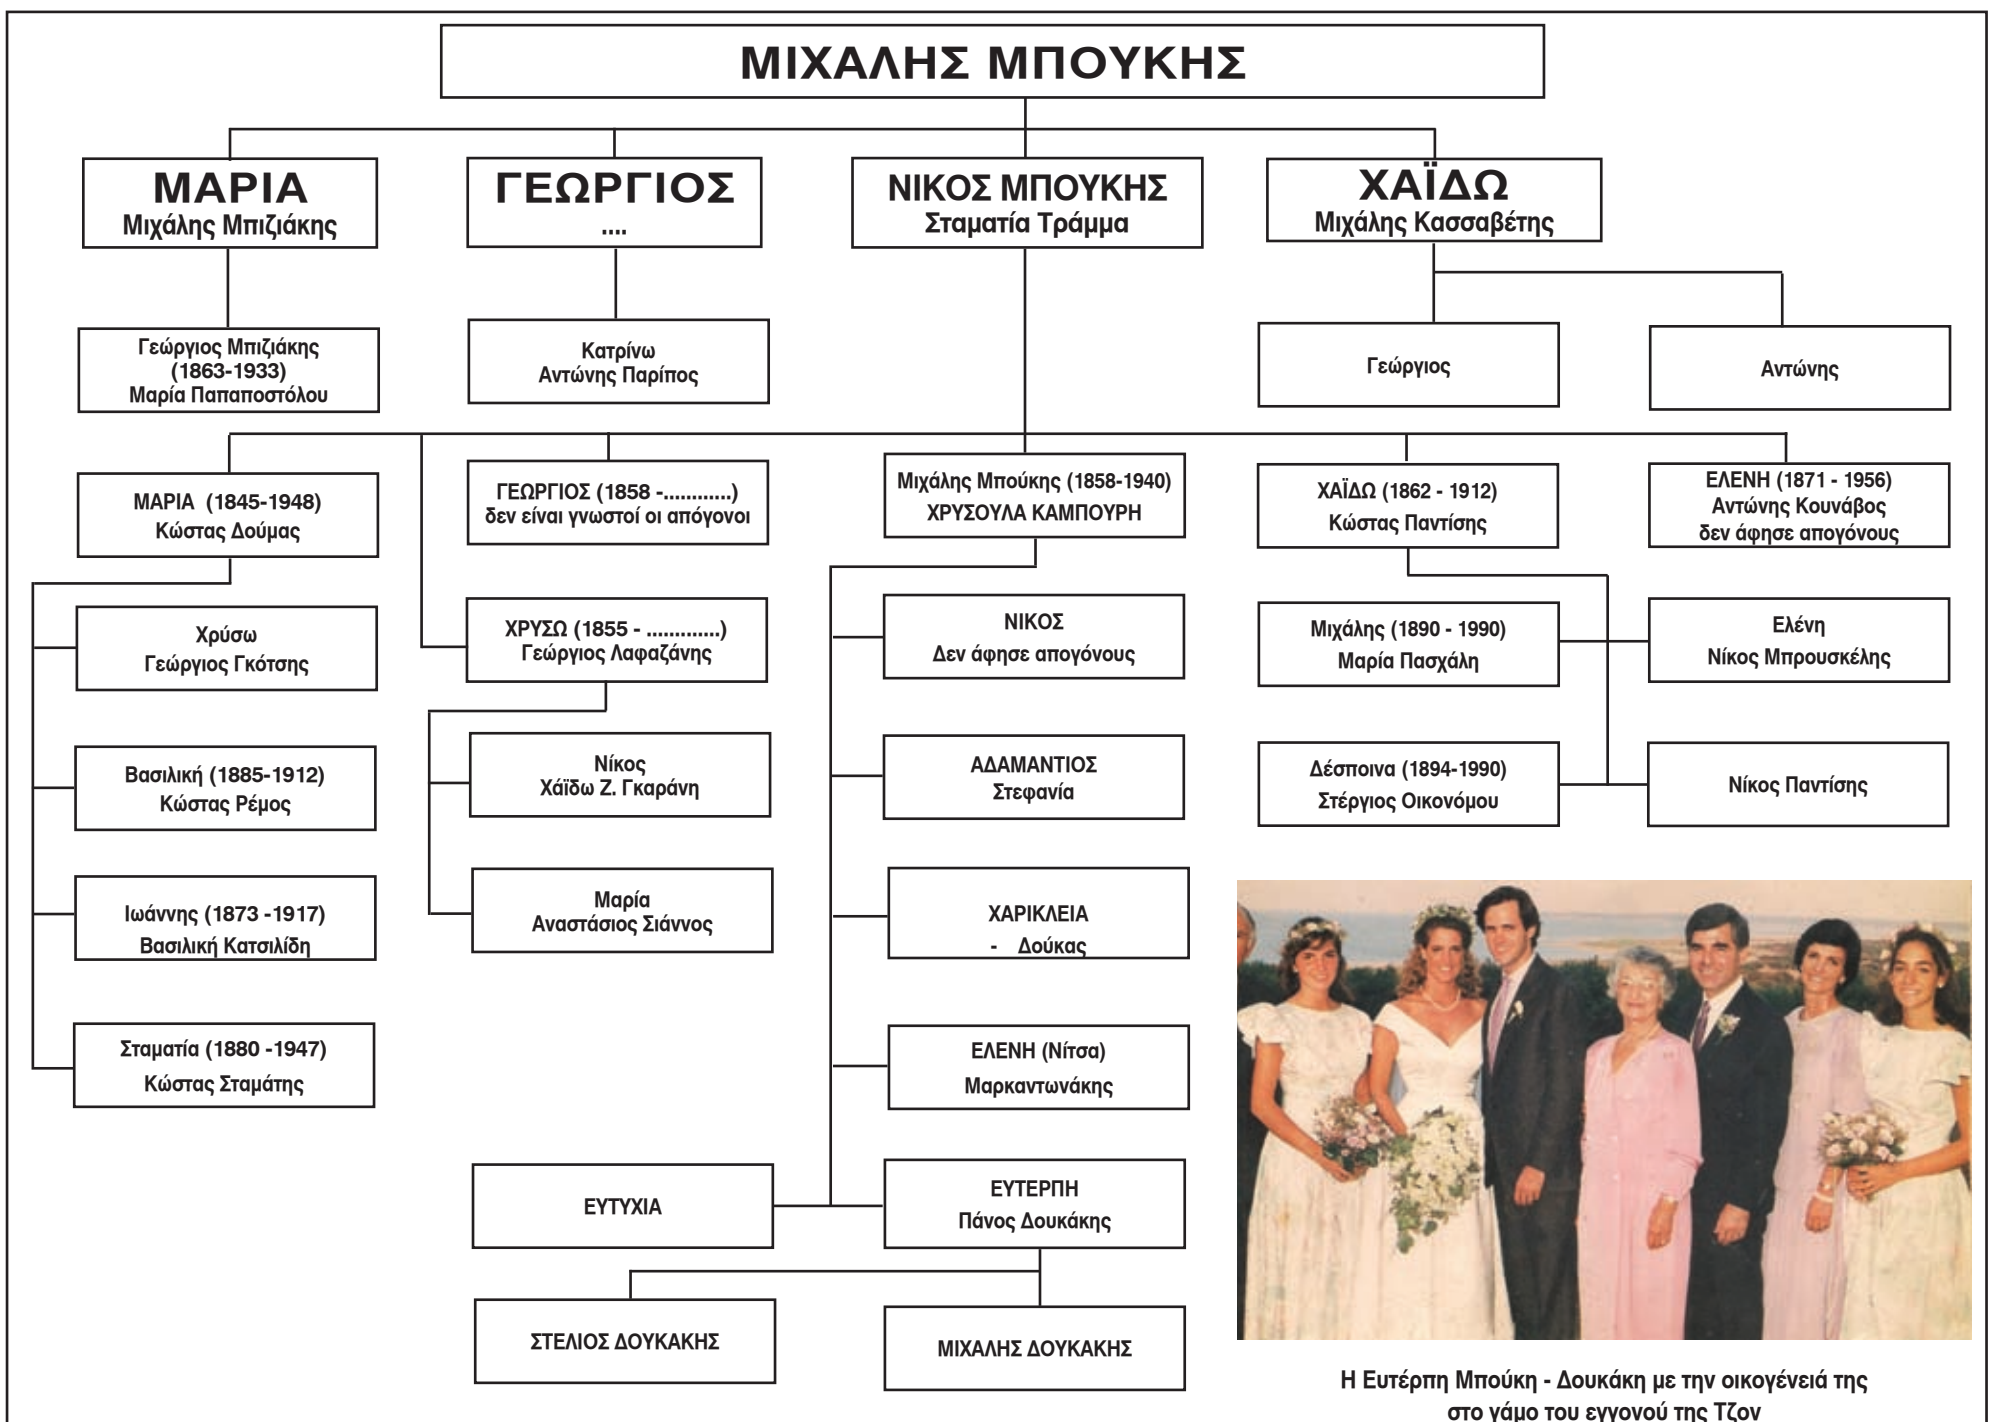 ΜΙΧΑΛΗΣ ΜΠΟΥΚΗΣ
ΜΑΡΙΑ
Μιχάλης Μπιζιάκης
ΓΕΩΡΓΙΟΣ
....
ΝΙΚΟΣ ΜΠΟΥΚΗΣ
Σταματία Τράμμα
ΧΑΪΔΩ
Μιχάλης Κασσαβέτης
Γεώργιος Μπιζιάκης
(1863-1933)
Μαρία Παπαποστόλου
Κατρίνω
Αντώνης Παρίπος
Γεώργιος
Αντώνης
ΜΑΡΙΑ (1845-1948)
Κώστας Δούμας
ΓΕΩΡΓΙΟΣ (1858 -............)
δεν είναι γνωστοί οι απόγονοι
Μιχάλης Μπούκης (1858-1940)
ΧΡΥΣΟΥΛΑ ΚΑΜΠΟΥΡΗ
ΧΑΪΔΩ (1862 - 1912)
Κώστας Παντίσης
ΕΛΕΝΗ (1871 - 1956)
Αντώνης Κουνάβος
δεν άφησε απογόνους
Χρύσω
Γεώργιος Γκότσης
ΧΡΥΣΩ (1855 - .............)
Γεώργιος Λαφαζάνης
ΝΙΚΟΣ
Δεν άφησε απογόνους
Μιχάλης (1890 - 1990)
Μαρία Πασχάλη
Ελένη
Νίκος Μπρουσκέλης
Βασιλική (1885-1912)
Κώστας Ρέμος
Νίκος
Χάϊδω Ζ. Γκαράνη
ΑΔΑΜΑΝΤΙΟΣ
Στεφανία
Δέσποινα (1894-1990)
Στέργιος Οικονόμου
Νίκος Παντίσης
Ιωάννης (1873 -1917)
Βασιλική Κατσιλίδη
Μαρία
Αναστάσιος Σιάννος
ΧΑΡΙΚΛΕΙΑ
- Δούκας
Σταματία (1880 -1947)
Κώστας Σταμάτης
ΕΛΕΝΗ (Νίτσα)
Μαρκαντωνάκης
ΕΥΤΥΧΙΑ
ΕΥΤΕΡΠΗ
Πάνος Δουκάκης
ΣΤΕΛΙΟΣ ΔΟΥΚΑΚΗΣ
ΜΙΧΑΛΗΣ ΔΟΥΚΑΚΗΣ
Η Ευτέρπη Μπούκη - Δουκάκη με την οικογένειά της
στο γάμο του εγγονού της Τζον